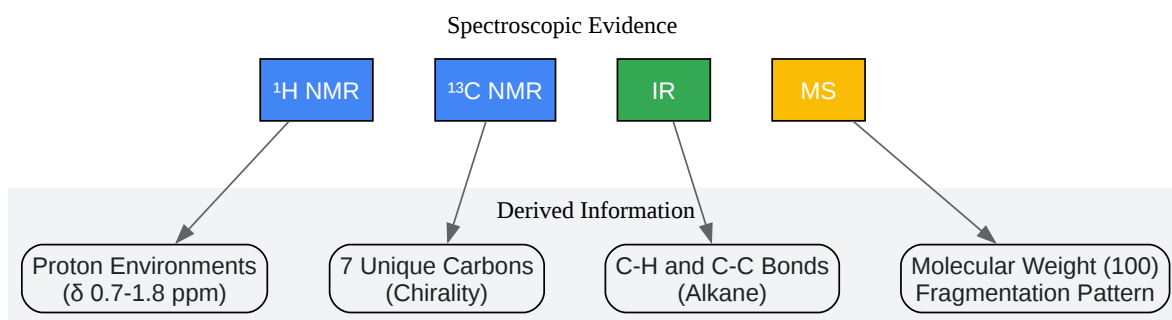 Spectroscopic Evidence
¹H NMR
¹³C NMR
IR
MS
Derived Information
Proton Environments
(δ 0.7-1.8 ppm)
7 Unique Carbons
(Chirality)
C-H and C-C Bonds
(Alkane)
Molecular Weight (100)
Fragmentation Pattern